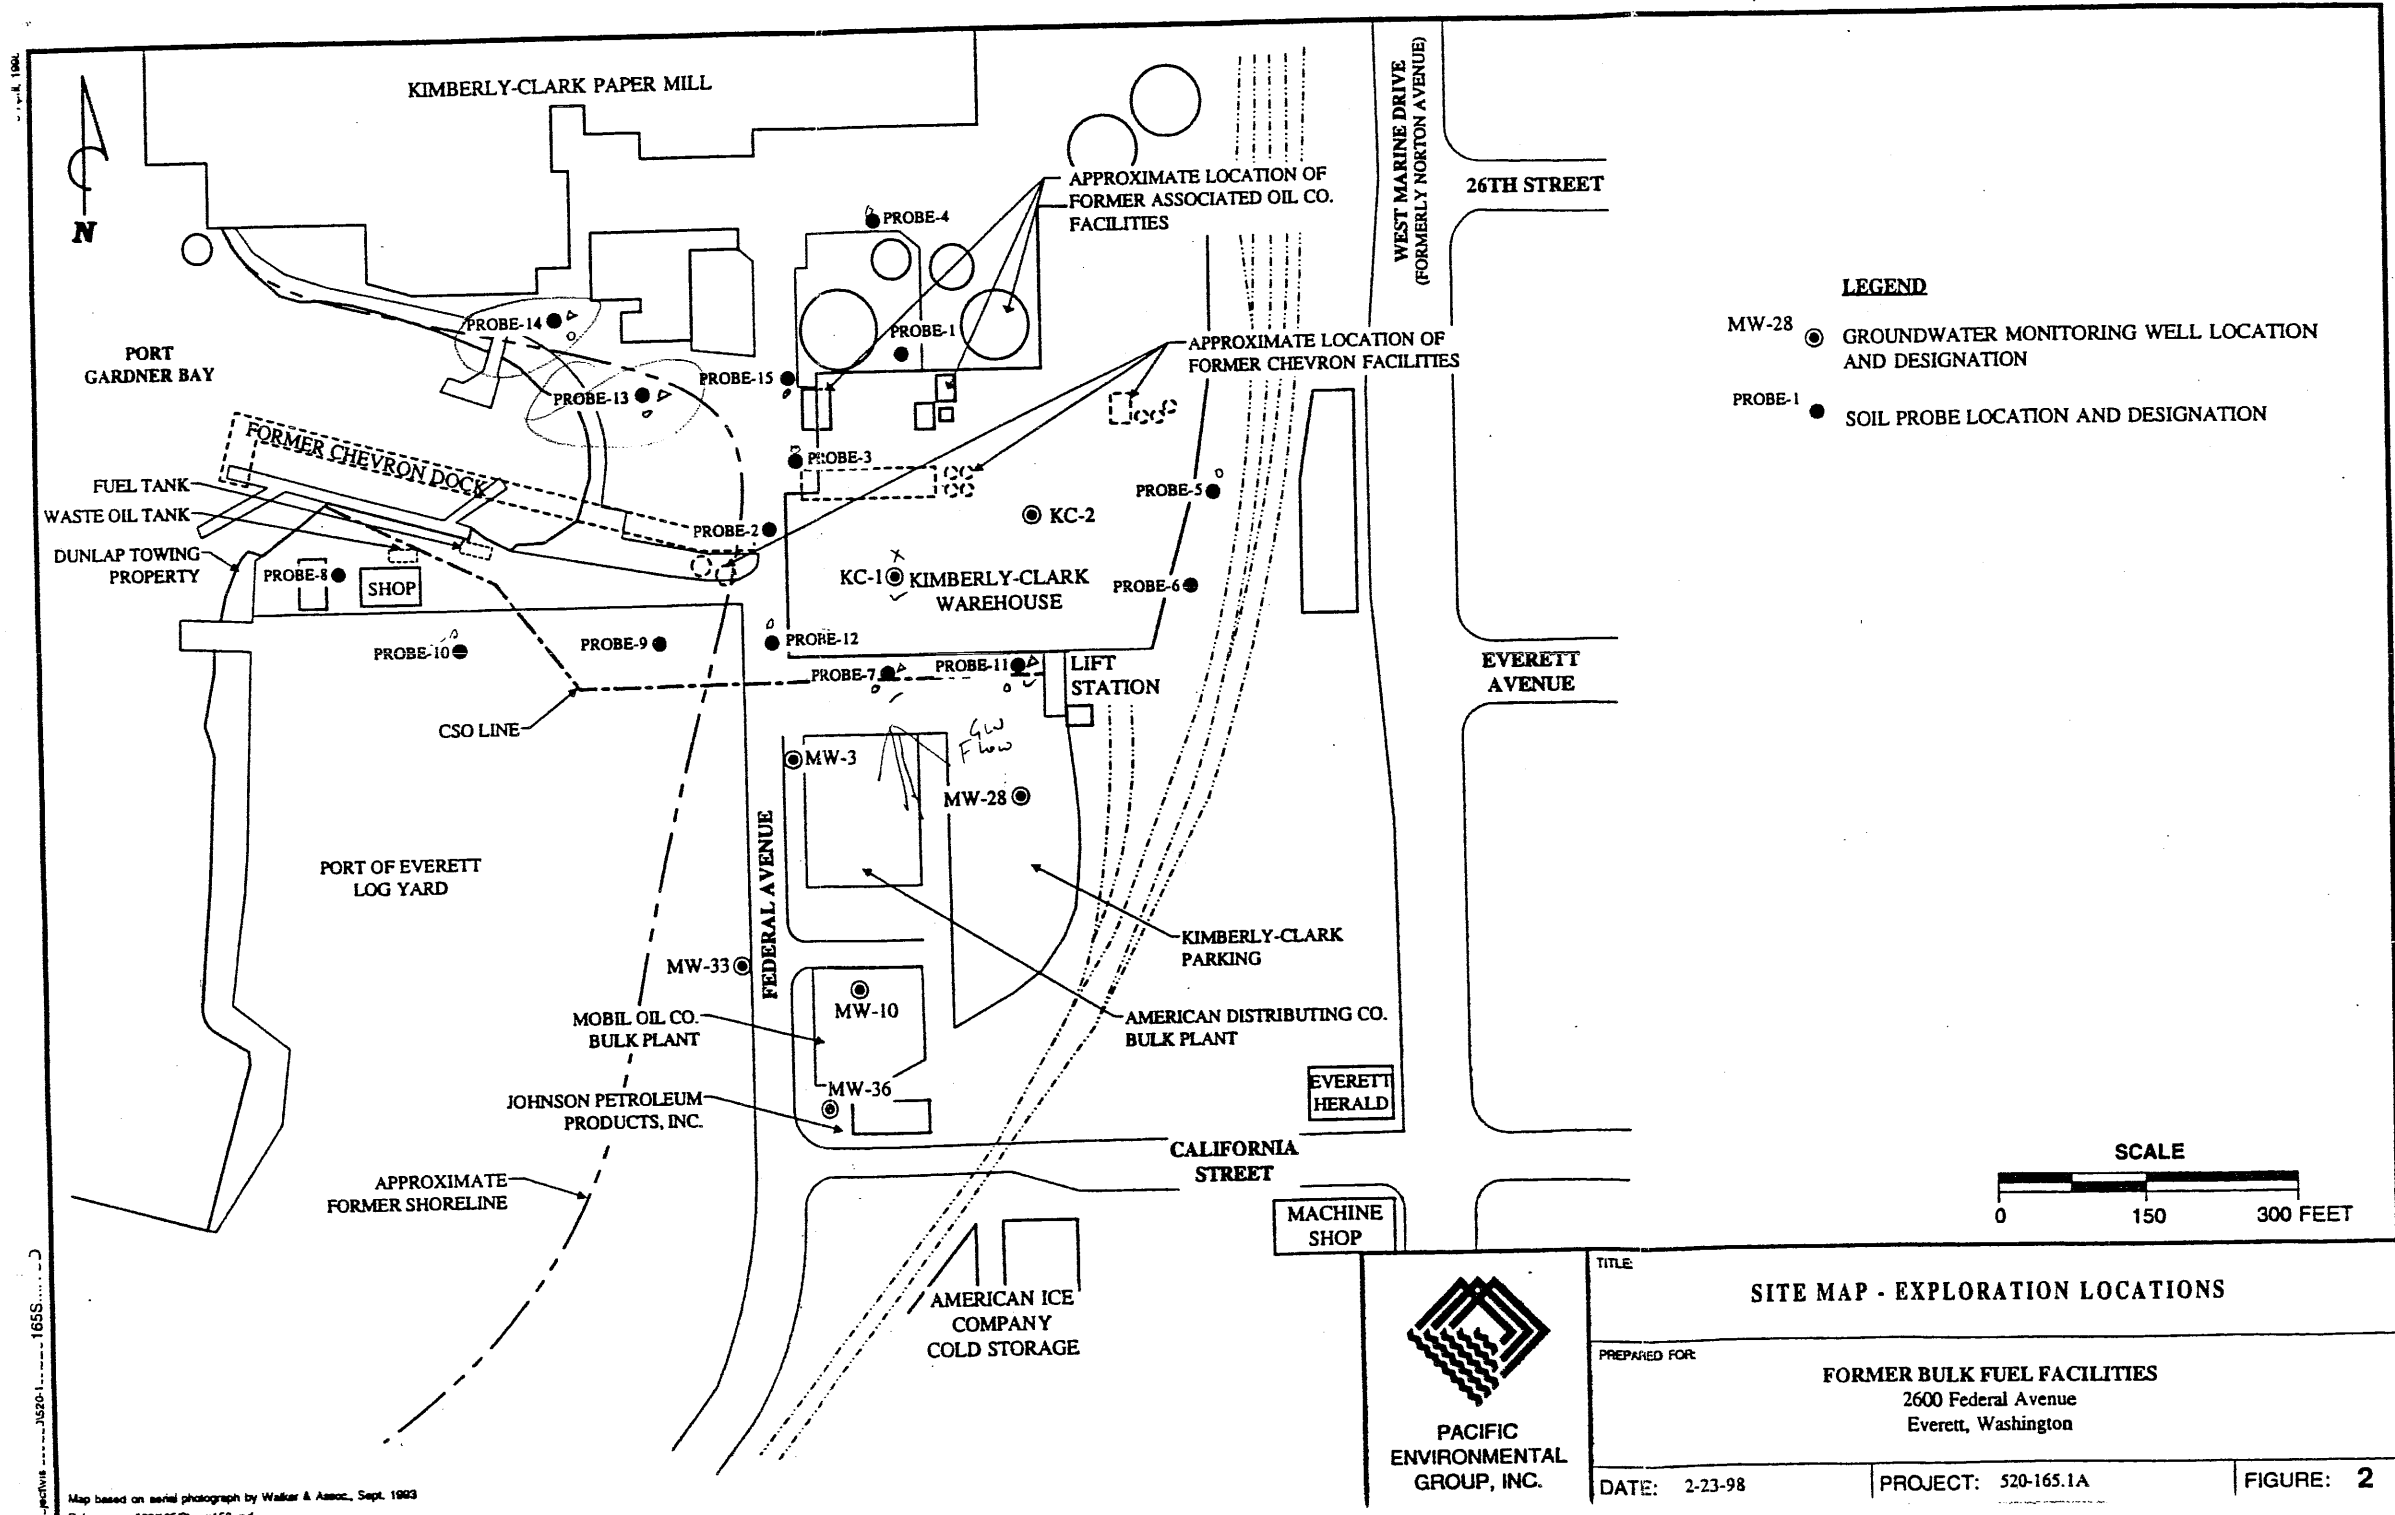 KIMBERLY-CLARK PAPER MILL
WEST MARINE DRIVE
(FORMERLY NORTON AVENUE)
26TH STREET
APPROXIMATE LOCATION OF
FORMER ASSOCIATED OIL CO.
FACILITIES
PROBE-4
N
LEGEND
MW-28
GROUNDWATER MONITORING WELL LOCATION
AND DESIGNATION
PROBE-1
SOIL PROBE LOCATION AND DESIGNATION
PROBE-14
PROBE-1
APPROXIMATE LOCATION OF
FORMER CHEVRON FACILITIES
PORT
GARDNER BAY
PROBE-15
PROBE-13
FORMER CHEVRON DOCK
PROBE-3
FUEL TANK
WASTE OIL TANK
PROBE-5
KC-2
PROBE-2
DUNLAP TOWING
PROPERTY
PROBE-8
SHOP
KC-1
KIMBERLY-CLARK
WAREHOUSE
PROBE-6
PROBE-10
PROBE-9
PROBE-12
PROBE-7
PROBE-11
LIFT
STATION
EVERETT
AVENUE
CSO LINE
GW
Flow
MW-3
MW-28
FEDERAL AVENUE
PORT OF EVERETT
LOG YARD
KIMBERLY-CLARK
PARKING
MW-33
MW-10
MOBIL OIL CO.
BULK PLANT
AMERICAN DISTRIBUTING CO.
BULK PLANT
MW-36
JOHNSON PETROLEUM
PRODUCTS, INC.
EVERETT
HERALD
CALIFORNIA
STREET
APPROXIMATE
FORMER SHORELINE
MACHINE
SHOP
SCALE
0 150 300 FEET
AMERICAN ICE
COMPANY
COLD STORAGE
PACIFIC
ENVIRONMENTAL
GROUP, INC.
TITLE:
SITE MAP - EXPLORATION LOCATIONS
PREPARED FOR:
FORMER BULK FUEL FACILITIES
2600 Federal Avenue
Everett, Washington
DATE: 2-23-98
PROJECT: 520-165.1A
FIGURE: 2
Map based on aerial photograph by Walker & Assoc., Sept. 1993